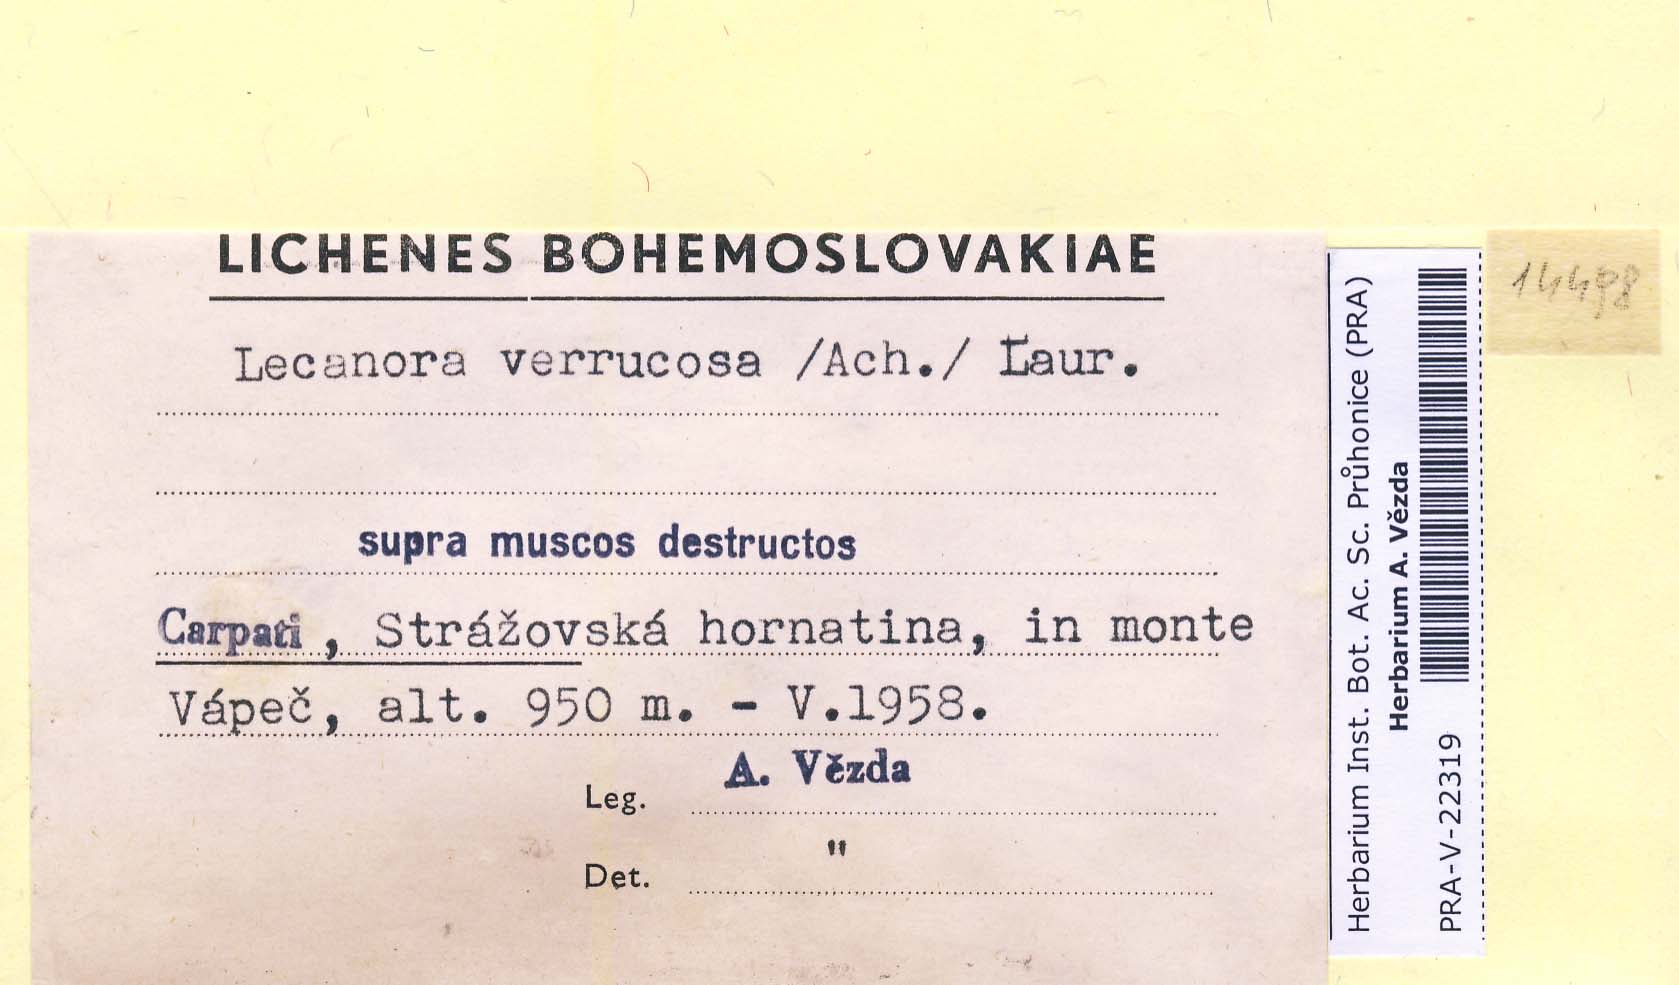 LICHENES BOHEMOSLOVAKIAE
Lecanora verrucosa /Ach./ Laur.
supra muscos destructos
Carpati, Strážovská hornatina, in monte
Vápeč, alt. 950 m. - V.1958.
Leg. A. Vězda
Det. "
Herbarium Inst. Bot. Ac. Sc. Průhonice (PRA)
Herbarium A. Vězda
PRA-V-22319
14498